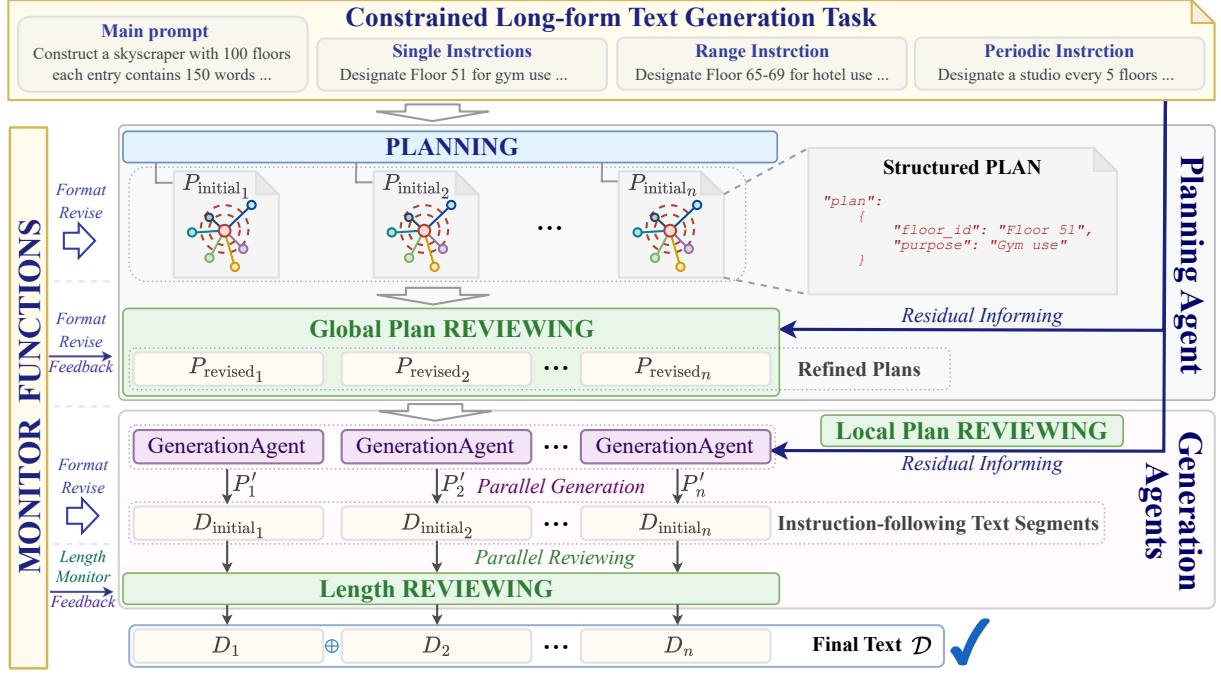 Constrained Long-form Text Generation Task
Main prompt
Construct a skyscraper with 100 floors
each entry contains 150 words ...
Single Instrctions
Designate Floor 51 for gym use ...
Range Instrction
Designate Floor 65-69 for hotel use ...
Periodic Instrction
Designate a studio every 5 floors ...
MONITOR FUNCTIONS
Format
Revise
Format
Revise
Feedback
Format
Revise
Length
Monitor
Feedback
PLANNING
P_initial_1
P_initial_2
...
P_initial_n
Structured PLAN
"plan":
{
"floor_id": "Floor 51",
"purpose": "Gym use"
}
Planning Agent
Global Plan REVIEWING
Residual Informing
P_revised_1
P_revised_2
...
P_revised_n
Refined Plans
GenerationAgent
GenerationAgent
...
GenerationAgent
Local Plan REVIEWING
Residual Informing
Generation
Agents
P′_1
P′_2
Parallel Generation
P′_n
D_initial_1
D_initial_2
...
D_initial_n
Instruction-following Text Segments
Parallel Reviewing
Length REVIEWING
D_1
⊕
D_2
...
D_n
Final Text 𝒟